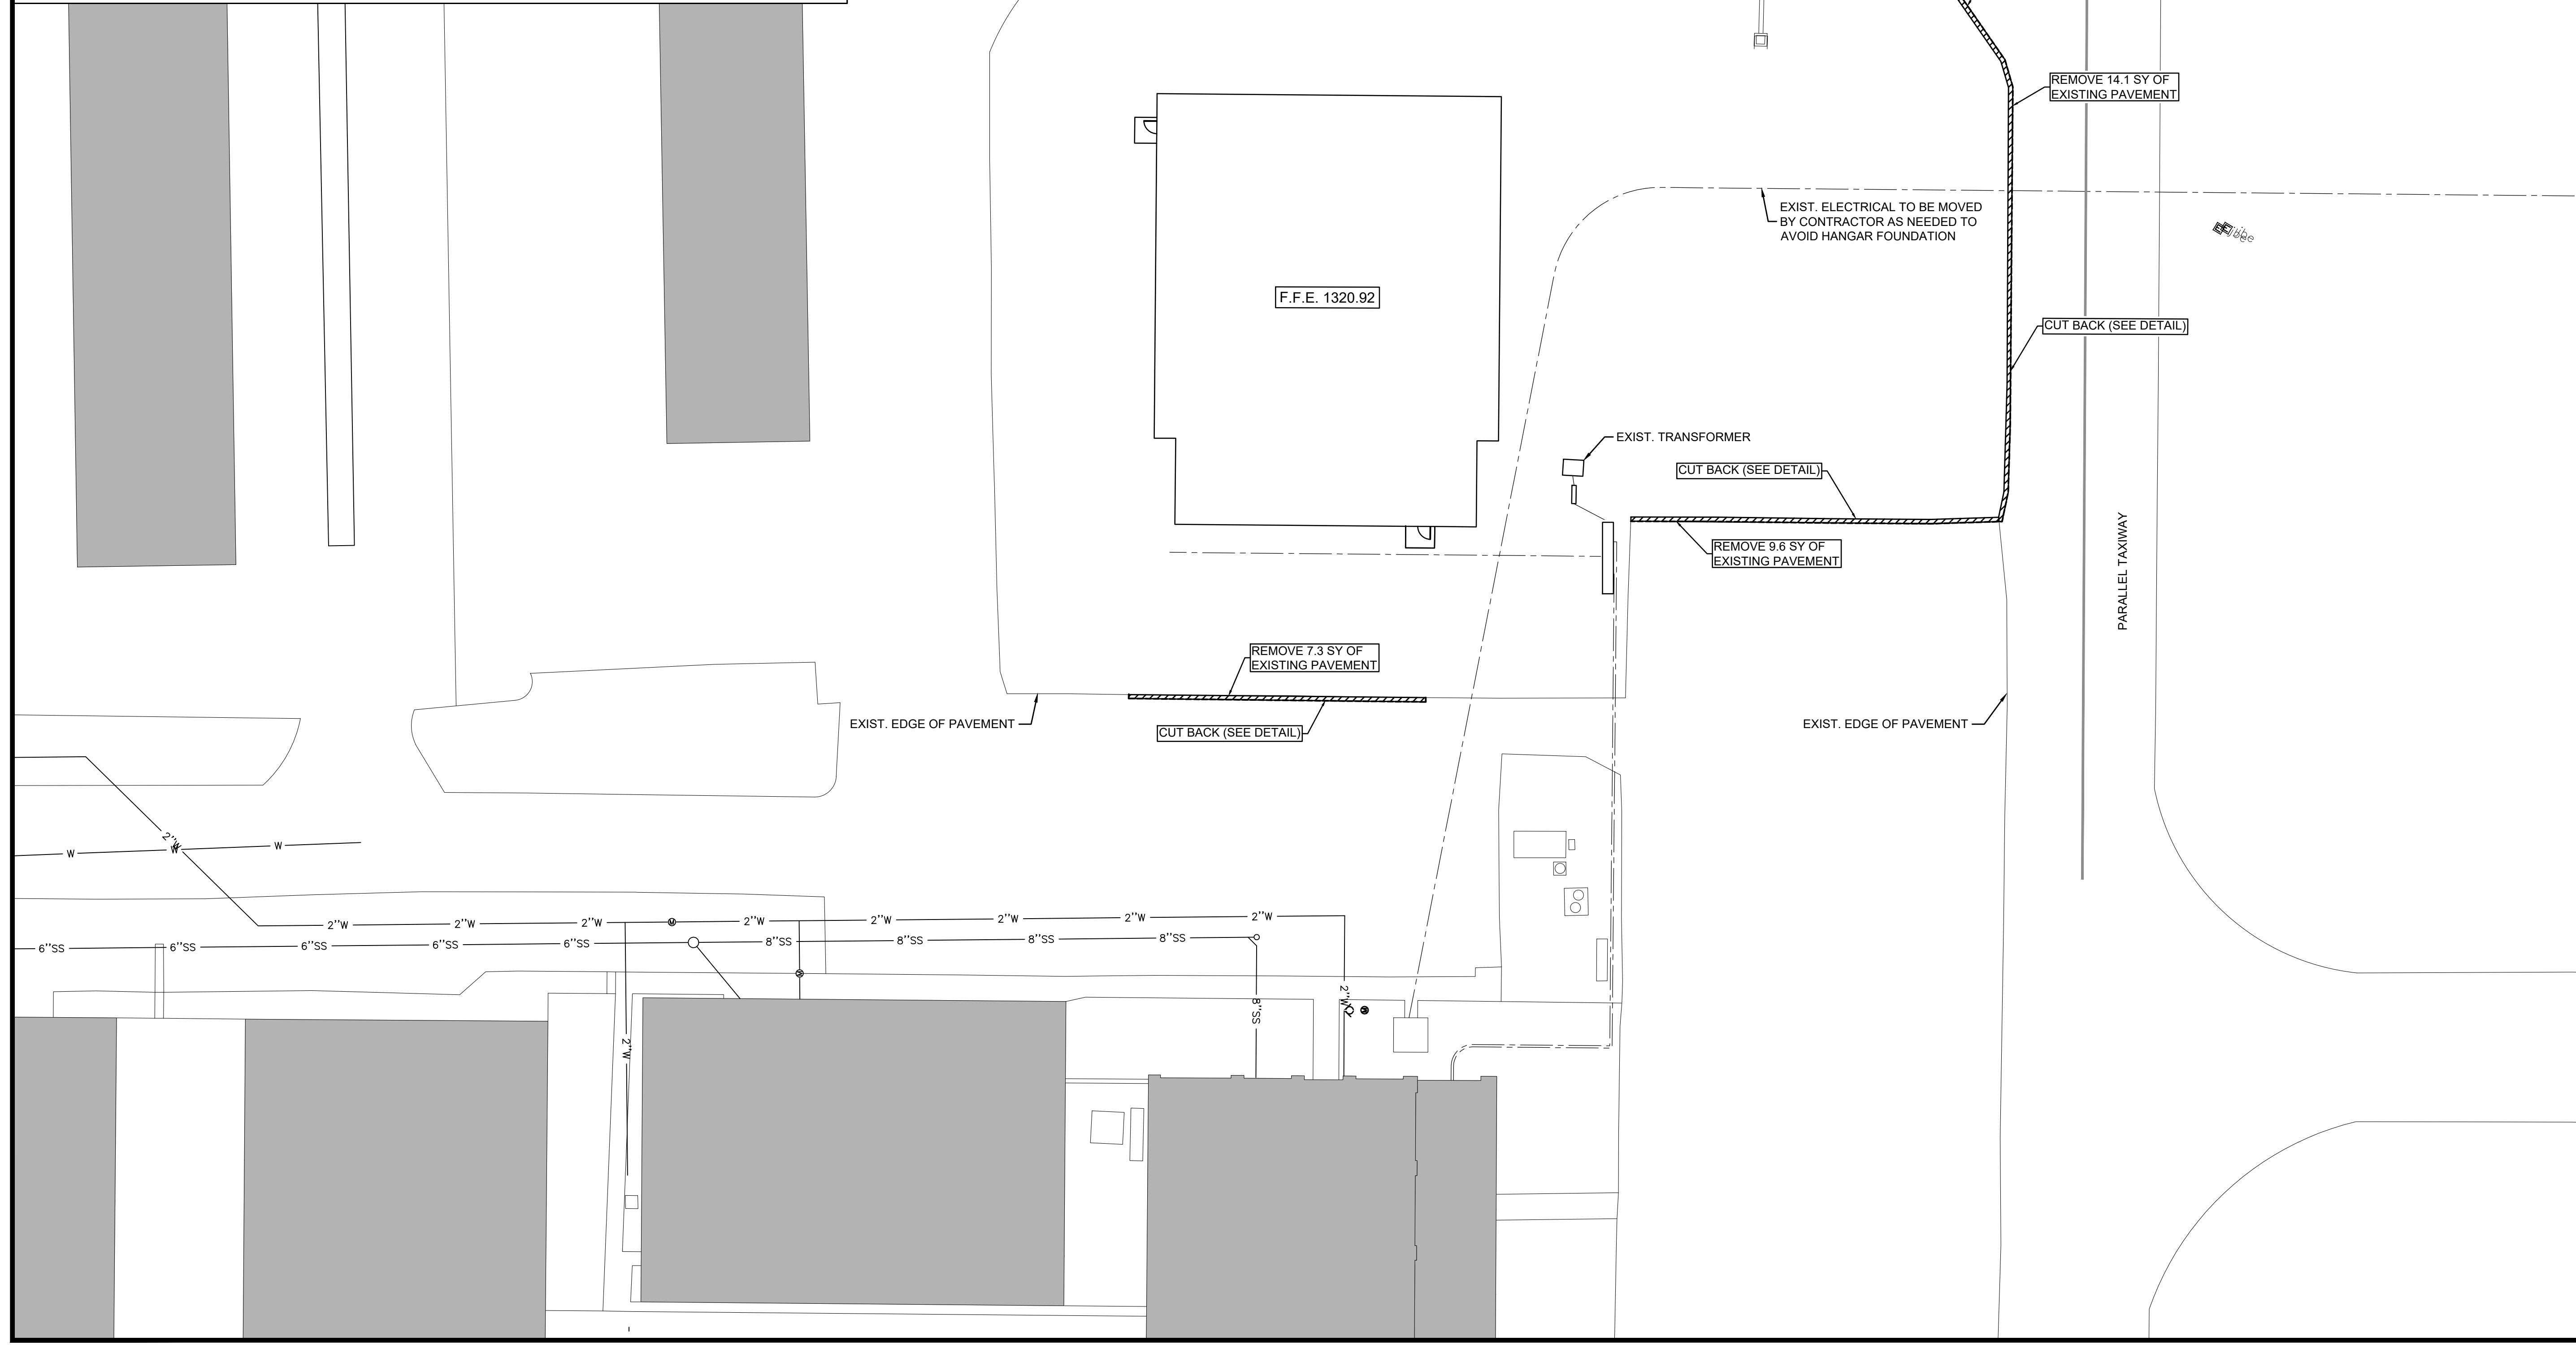 REMOVE 14.1 SY OF
EXISTING PAVEMENT
EXIST. ELECTRICAL TO BE MOVED
BY CONTRACTOR AS NEEDED TO
AVOID HANGAR FOUNDATION
F.F.E. 1320.92
CUT BACK (SEE DETAIL)
EXIST. TRANSFORMER
CUT BACK (SEE DETAIL)
REMOVE 9.6 SY OF
EXISTING PAVEMENT
PARALLEL TAXIWAY
REMOVE 7.3 SY OF
EXISTING PAVEMENT
EXIST. EDGE OF PAVEMENT
CUT BACK (SEE DETAIL)
EXIST. EDGE OF PAVEMENT
2''W
W W W
2''W 2''W 2''W 2''W 2''W 2''W 2''W 2''W
6''SS 6''SS 6''SS 6''SS 6''SS 8''SS 8''SS 8''SS 8''SS
2''W
8''SS
2''W